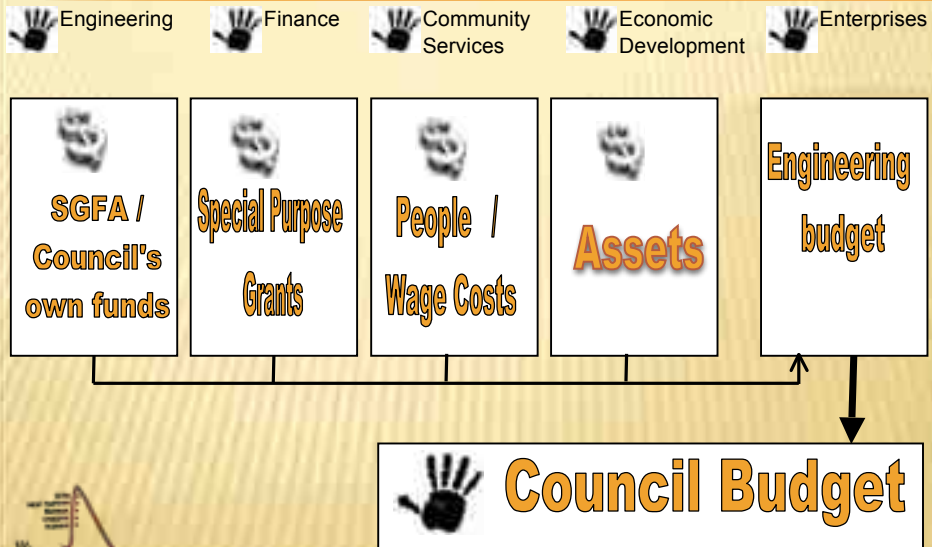 Engineering
Finance
Community
Services
Economic
Development
Enterprises
SGFA /
Council's
own funds
Special Purpose
Grants
People /
Wage Costs
Assets
Engineering
budget
Council Budget